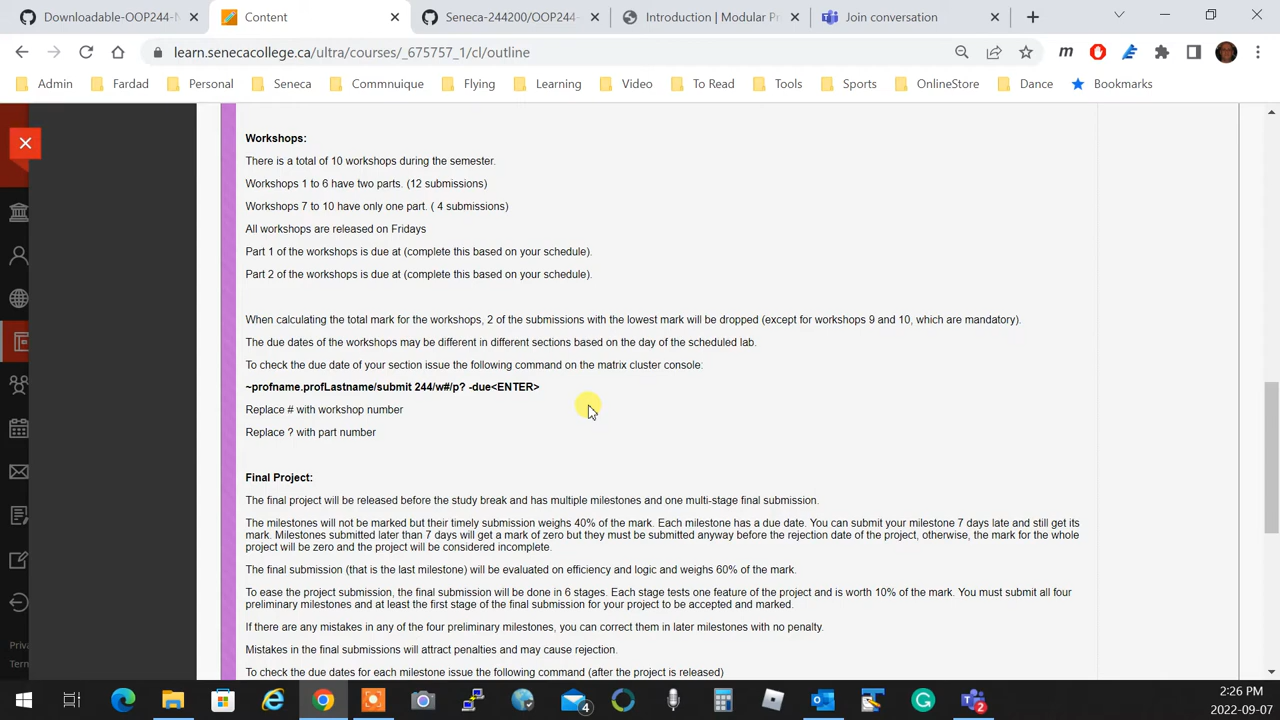 Downloadable-OOP244-N
Content
Seneca-244200/OOP244-
Introduction | Modular Pr
Join conversation
learn.senecacollege.ca/ultra/courses/_675757_1/cl/outline
Admin
Fardad
Personal
Seneca
Commuique
Flying
Learning
Video
To Read
Tools
Sports
OnlineStore
Dance
Bookmarks
Workshops:
There is a total of 10 workshops during the semester.
Workshops 1 to 6 have two parts. (12 submissions)
Workshops 7 to 10 have only one part. ( 4 submissions)
All workshops are released on Fridays
Part 1 of the workshops is due at (complete this based on your schedule).
Part 2 of the workshops is due at (complete this based on your schedule).
When calculating the total mark for the workshops, 2 of the submissions with the lowest mark will be dropped (except for workshops 9 and 10, which are mandatory).
The due dates of the workshops may be different in different sections based on the day of the scheduled lab.
To check the due date of your section issue the following command on the matrix cluster console:
~profname.profLastname/submit 244/w#/p? -due<ENTER>
Replace # with workshop number
Replace ? with part number
Final Project:
The final project will be released before the study break and has multiple milestones and one multi-stage final submission.
The milestones will not be marked but their timely submission weighs 40% of the mark. Each milestone has a due date. You can submit your milestone 7 days late and still get its
mark. Milestones submitted later than 7 days will get a mark of zero but they must be submitted anyway before the rejection date of the project, otherwise, the mark for the whole
project will be zero and the project will be considered incomplete.
The final submission (that is the last milestone) will be evaluated on efficiency and logic and weighs 60% of the mark.
To ease the project submission, the final submission will be done in 6 stages. Each stage tests one feature of the project and is worth 10% of the mark. You must submit all four
preliminary milestones and at least the first stage of the final submission for your project to be accepted and marked.
If there are any mistakes in any of the four preliminary milestones, you can correct them in later milestones with no penalty.
Mistakes in the final submissions will attract penalties and may cause rejection.
To check the due dates for each milestone issue the following command (after the project is released)
Priva
Term
4
2
2:26 PM
2022-09-07